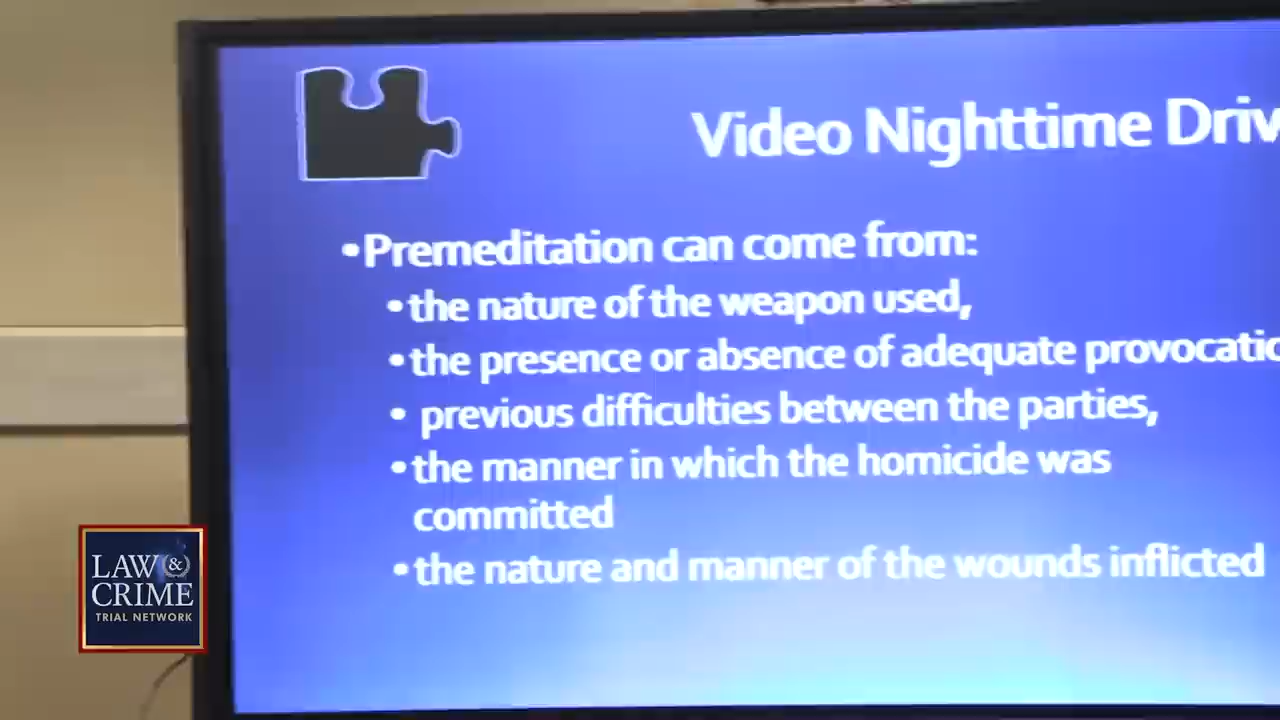 Video Nighttime Driv
•Premeditation can come from:
•the nature of the weapon used,
•the presence or absence of adequate provocatio
• previous difficulties between the parties,
•the manner in which the homicide was
committed
•the nature and manner of the wounds inflicted
LAW &
CRIME
TRIAL NETWORK